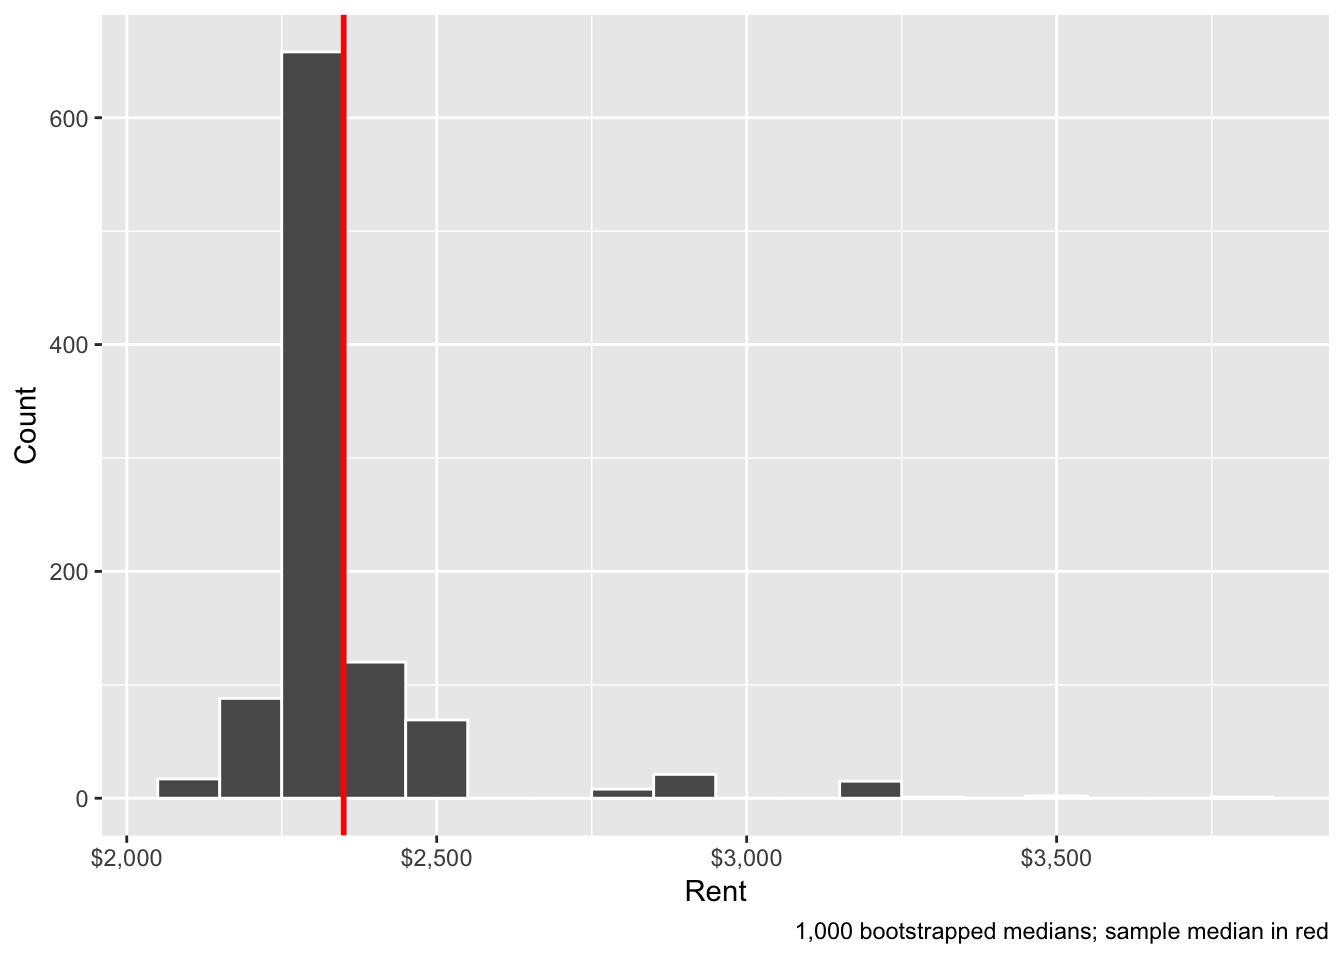 600
400
200
0
Count
$2,000 $2,500 $3,000 $3,500
Rent
1,000 bootstrapped medians; sample median in red